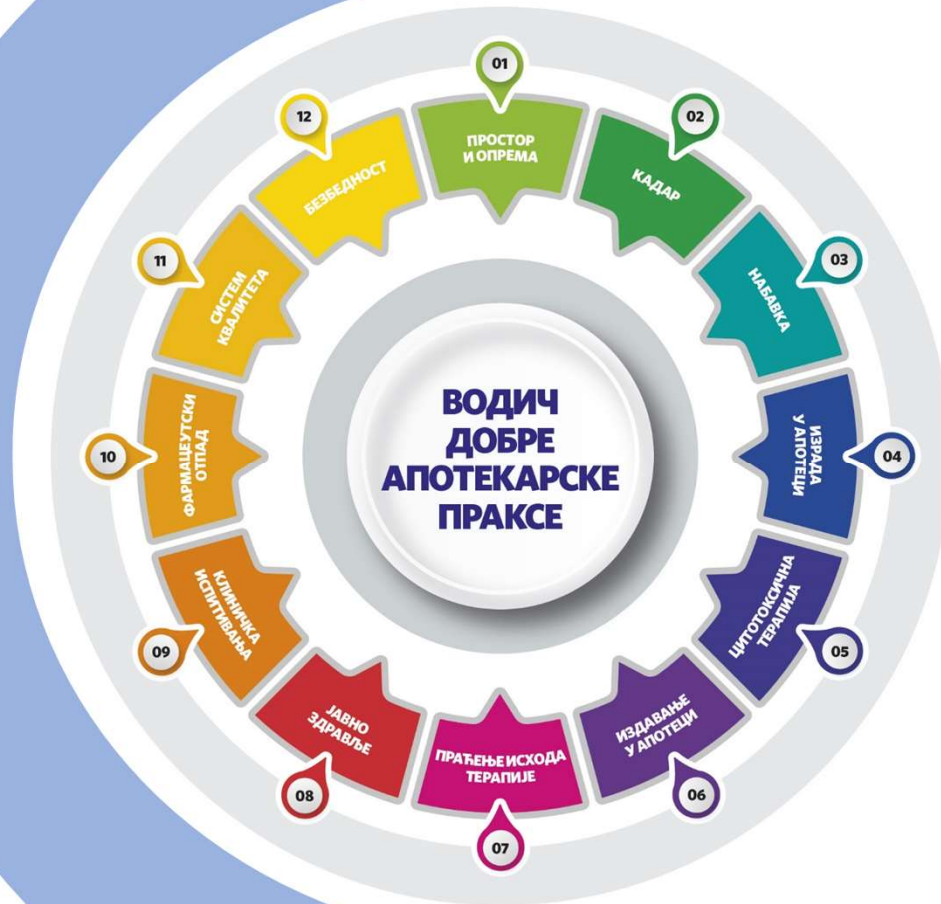 ВОДИЧ
ДОБРЕ
АПОТЕКАРСКЕ
ПРАКСЕ
01
ПРОСТОР
И ОПРЕМА
02
КАДАР
03
НАБАВКА
04
ИЗРАДА
У АПОТЕЦИ
05
ЦИТОТОКСИЧНА
ТЕРАПИЈА
06
ИЗДАВАЊЕ
У АПОТЕЦИ
07
ПРАЋЕЊЕ ИСХОДА
ТЕРАПИЈЕ
08
ЈАВНО
ЗДРАВЉЕ
09
КЛИНИЧКА
ИСПИТИВАЊА
10
ФАРМАЦЕУТСКИ
ОТПАД
11
СИСТЕМ
КВАЛИТЕТА
12
БЕЗБЕДНОСТ